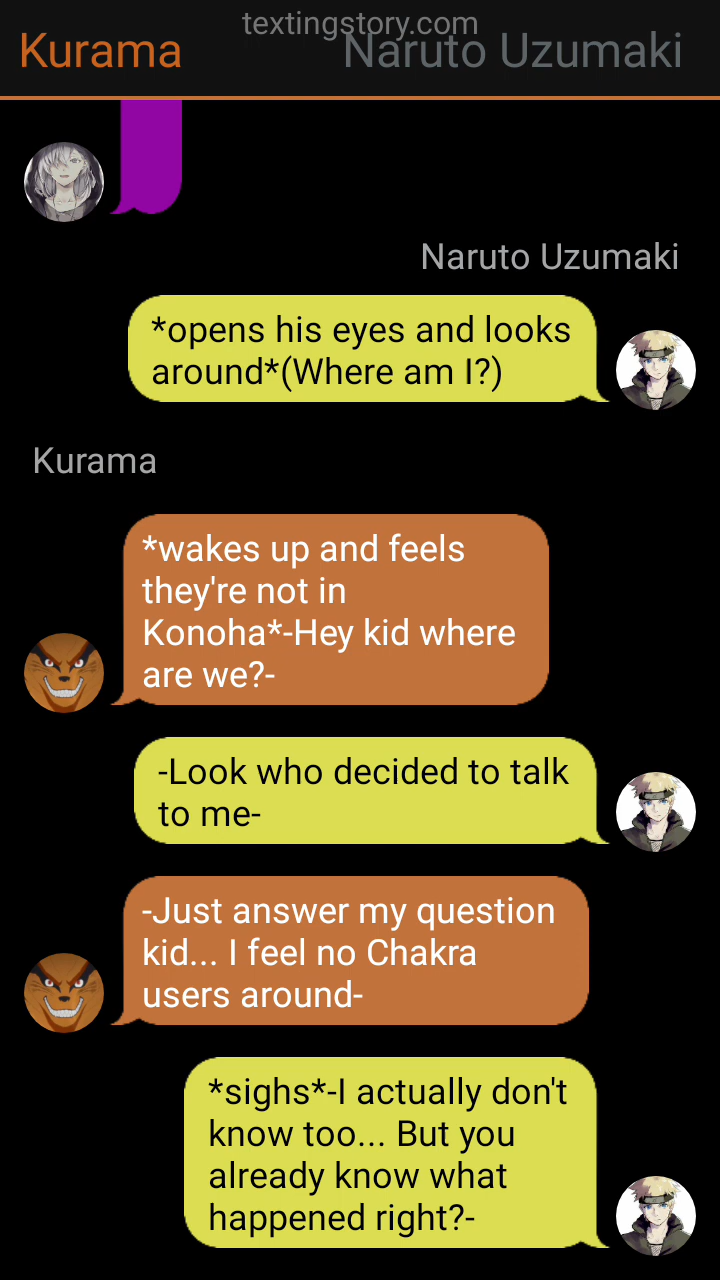 textingstory.com
Kurama
Naruto Uzumaki
Naruto Uzumaki
*opens his eyes and looks
around*(Where am I?)
Kurama
*wakes up and feels
they're not in
Konoha*-Hey kid where
are we?-
-Look who decided to talk
to me-
-Just answer my question
kid... I feel no Chakra
users around-
*sighs*-I actually don't
know too... But you
already know what
happened right?-